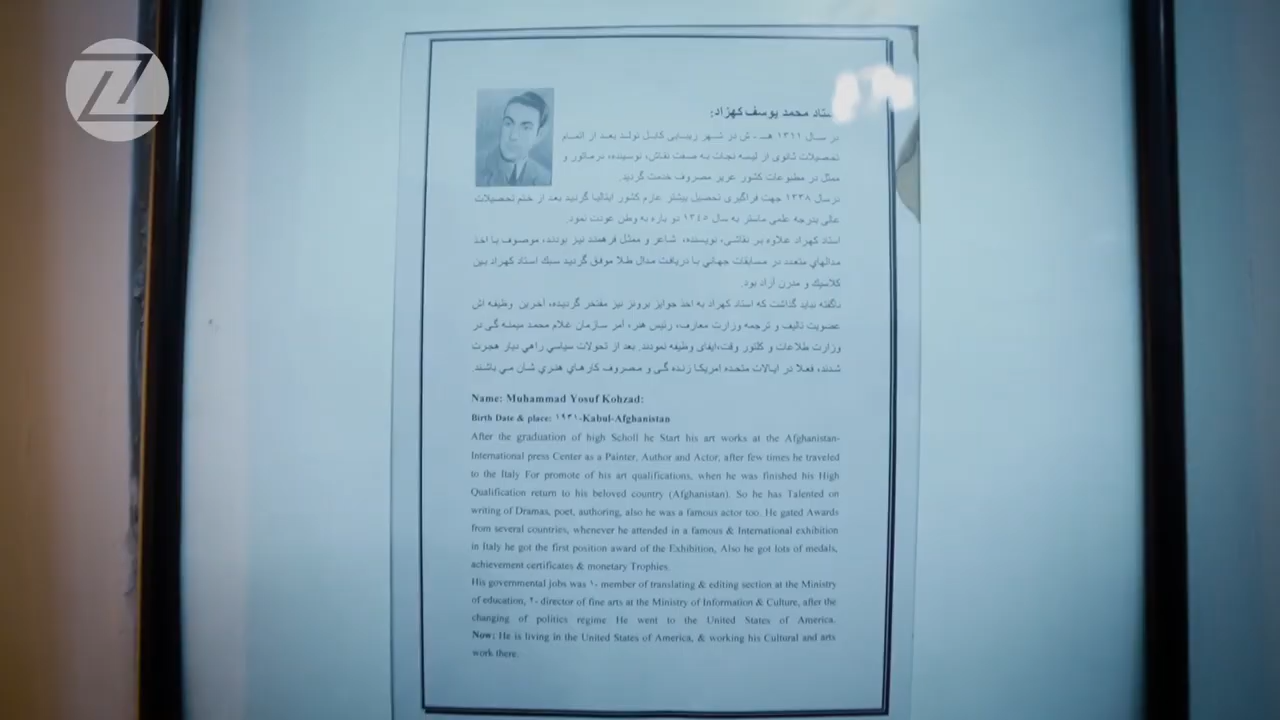 ستاد محمد یوسف کهزاد:
در سال ۱۳۱۱ هـ - ش در شهر زیبایی کابل تولید بعد از اتمام
تحصیلات ثانوی از لیسه نجات به صفت نقاش، نویسنده، درماتور و
ممثل در مطبوعات کشور عزیز مصروف خدمت گردید.
درسال ۱۳۳۸ جهت فراگیری تحصیل بیشتر عازم کشور ایتالیا گردید بعد از ختم تحصیلات
عالی بدرجه علمی ماستر به سال ۱۳۴۵ دو باره به وطن عودت نمود.
استاد کهزاد علاوه بر نقاشی، نویسنده، شاعر و ممثل فرهمند نیز بودند، موصوف با اخذ
مدالهای متعدد در مسابقات جهانی با دریافت مدال طلا موفق گردید سبک استاد کهزاد بین
کلاسیک و مدرن آزاد بود.
ناگفته نباید گذاشت که استاد کهزاد به اخذ جوایز برونز نیز مفتخر گردیده، آخرین وظیفه اش
عضویت تالیف و ترجمه وزارت معارف، رئیس هنر، آمر سازمان غلام محمد میمنه گی در
وزارت طلاعات و کلتور وقت،ایفای وظیفه نمودند. بعد از تحولات سیاسي راهي دیار هجرت
شدند، فعلا در ایالات متحده امریکا زنده گی و مصروف کارهاي هنري شان مي باشند.
Name: Muhammad Yosuf Kohzad:
Birth Date & place: ۱۹۳۱-Kabul-Afghanistan
After the graduation of high Scholl he Start his art works at the Afghanistan-
International press Center as a Painter, Author and Actor, after few times he traveled
to the Italy For promote of his art qualifications, when he was finished his High
Qualification return to his beloved country (Afghanistan). So he has Talented on
writing of Dramas, poet, authoring, also he was a famous actor too. He gated Awards
from several countries, whenever he attended in a famous & International exhibition
in Italy he got the first position award of the Exhibition, Also he got lots of medals,
achievement certificates & monetary Trophies.
His governmental jobs was ۱- member of translating & editing section at the Ministry
of education, ۲- director of fine arts at the Ministry of Information & Culture, after the
changing of politics regime He went to the United States of America.
Now: He is living in the United States of America, & working his Cultural and arts
work there.